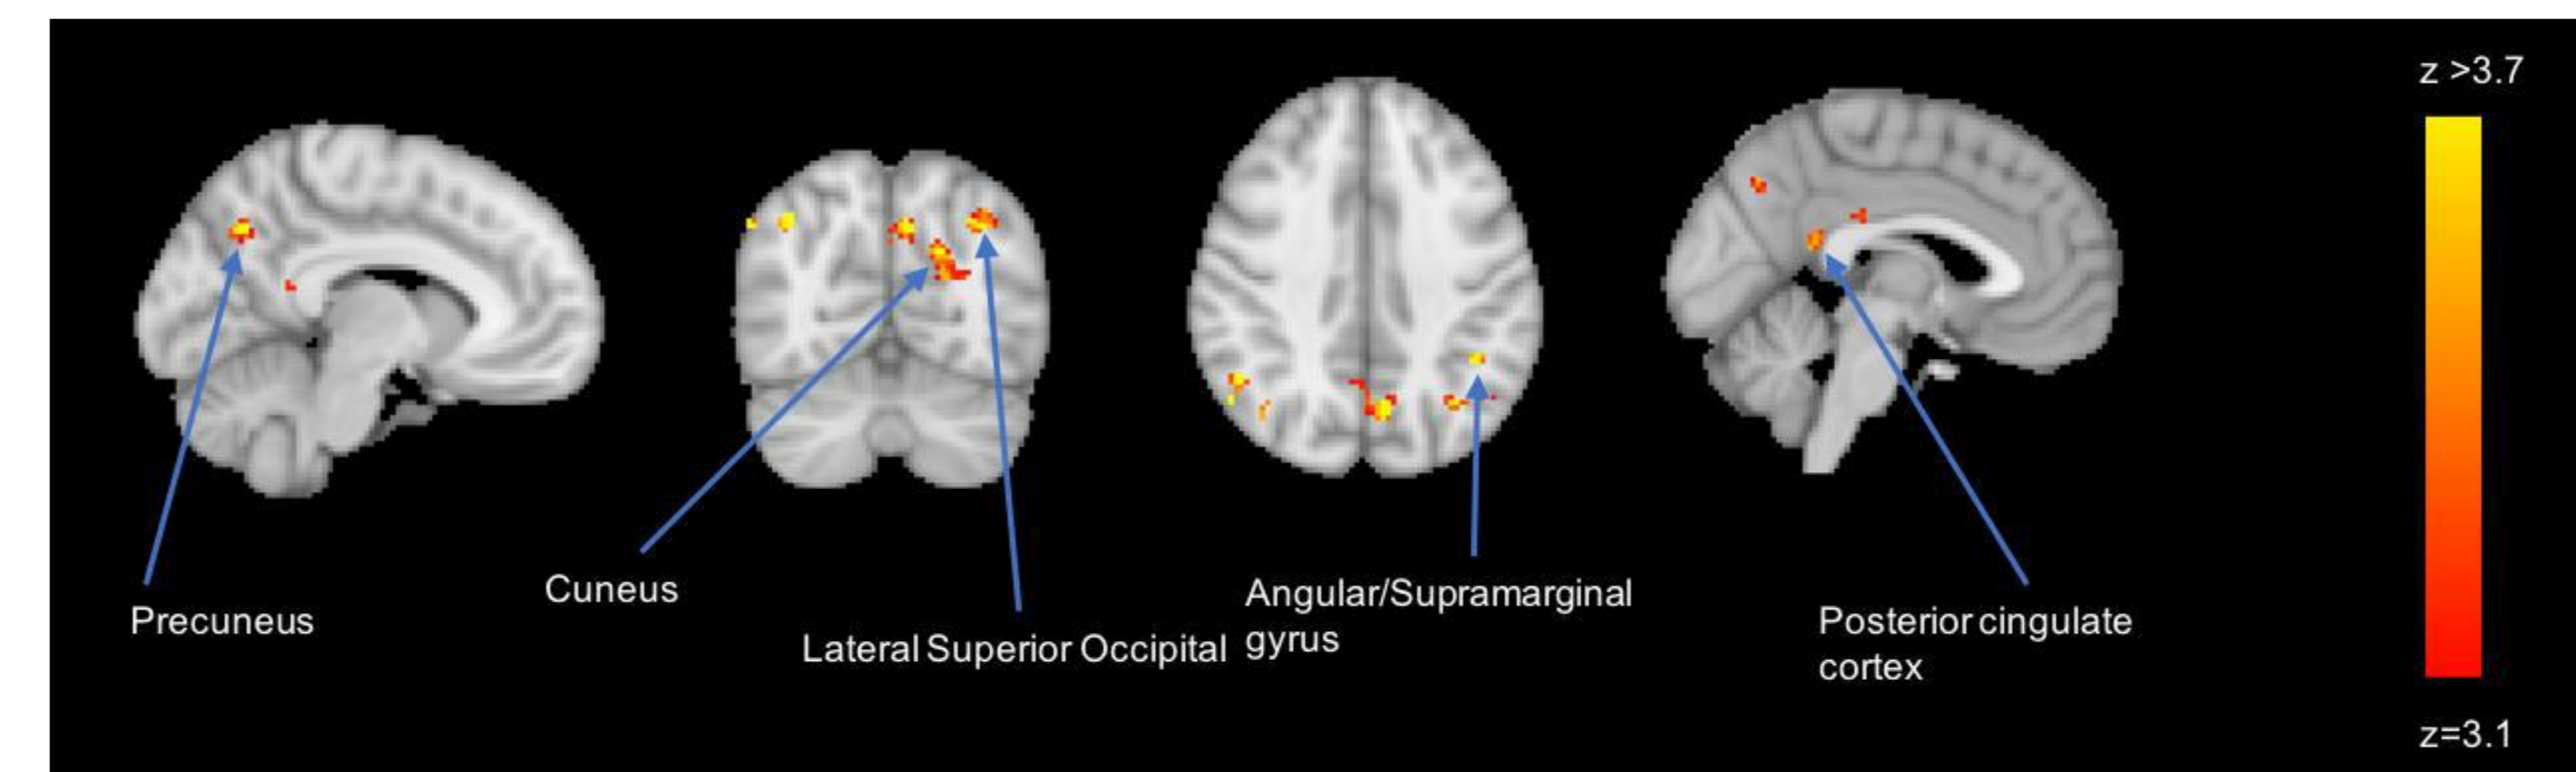 z >3.7
Precuneus
Cuneus
Lateral Superior Occipital
Angular/Supramarginal
gyrus
Posterior cingulate
cortex
z=3.1